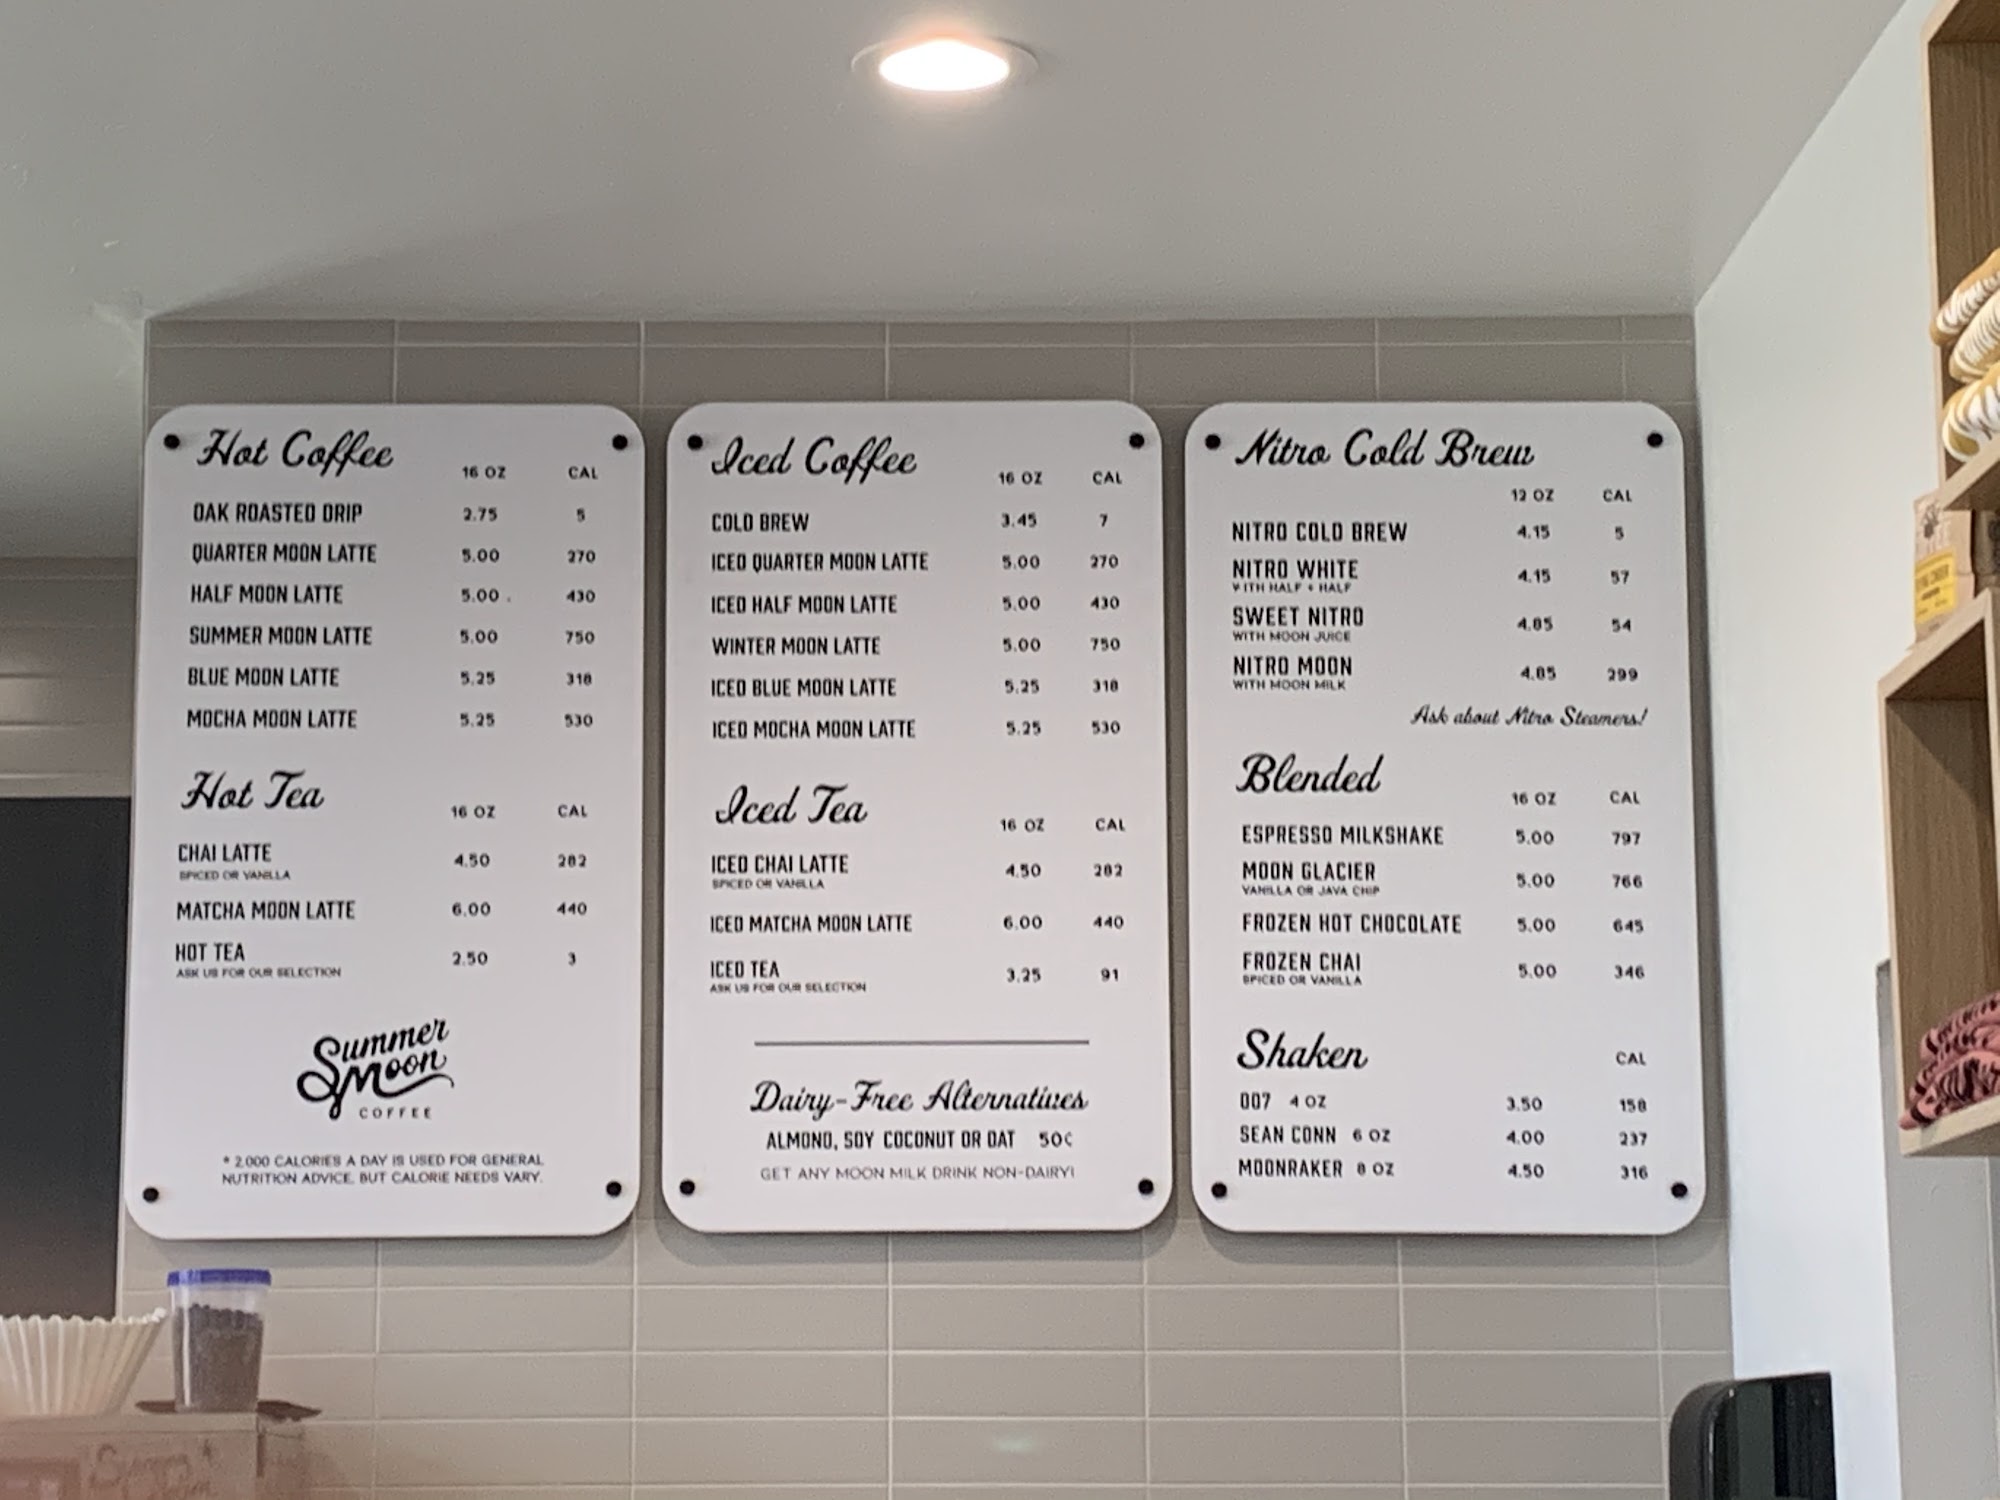 Hot Coffee 16 OZ CAL
OAK ROASTED DRIP 2.75 5
QUARTER MOON LATTE 5.00 270
HALF MOON LATTE 5.00 430
SUMMER MOON LATTE 5.00 750
BLUE MOON LATTE 5.25 318
MOCHA MOON LATTE 5.25 530
Hot Tea 16 OZ CAL
CHAI LATTE 4.50 282
SPICED OR VANILLA
MATCHA MOON LATTE 6.00 440
HOT TEA 2.50 3
ASK US FOR OUR SELECTION
Summer
Moon
COFFEE
* 2,000 CALORIES A DAY IS USED FOR GENERAL
NUTRITION ADVICE, BUT CALORIE NEEDS VARY.
Iced Coffee 16 OZ CAL
COLD BREW 3.45 7
ICED QUARTER MOON LATTE 5.00 270
ICED HALF MOON LATTE 5.00 430
WINTER MOON LATTE 5.00 750
ICED BLUE MOON LATTE 5.25 318
ICED MOCHA MOON LATTE 5.25 530
Iced Tea 16 OZ CAL
ICED CHAI LATTE 4.50 282
SPICED OR VANILLA
ICED MATCHA MOON LATTE 6.00 440
ICED TEA 3.25 91
ASK US FOR OUR SELECTION
Dairy-Free Alternatives
ALMOND, SOY COCONUT OR OAT 50¢
GET ANY MOON MILK DRINK NON-DAIRY!
Nitro Cold Brew
12 OZ CAL
NITRO COLD BREW 4.15 5
NITRO WHITE 4.15 57
WITH HALF + HALF
SWEET NITRO 4.85 54
WITH MOON JUICE
NITRO MOON 4.85 299
WITH MOON MILK
Ask about Nitro Steamers!
Blended 16 OZ CAL
ESPRESSO MILKSHAKE 5.00 797
MOON GLACIER 5.00 766
VANILLA OR JAVA CHIP
FROZEN HOT CHOCOLATE 5.00 645
FROZEN CHAI 5.00 346
SPICED OR VANILLA
Shaken CAL
007 4 OZ 3.50 158
SEAN CONN 6 OZ 4.00 237
MOONRAKER 8 OZ 4.50 316